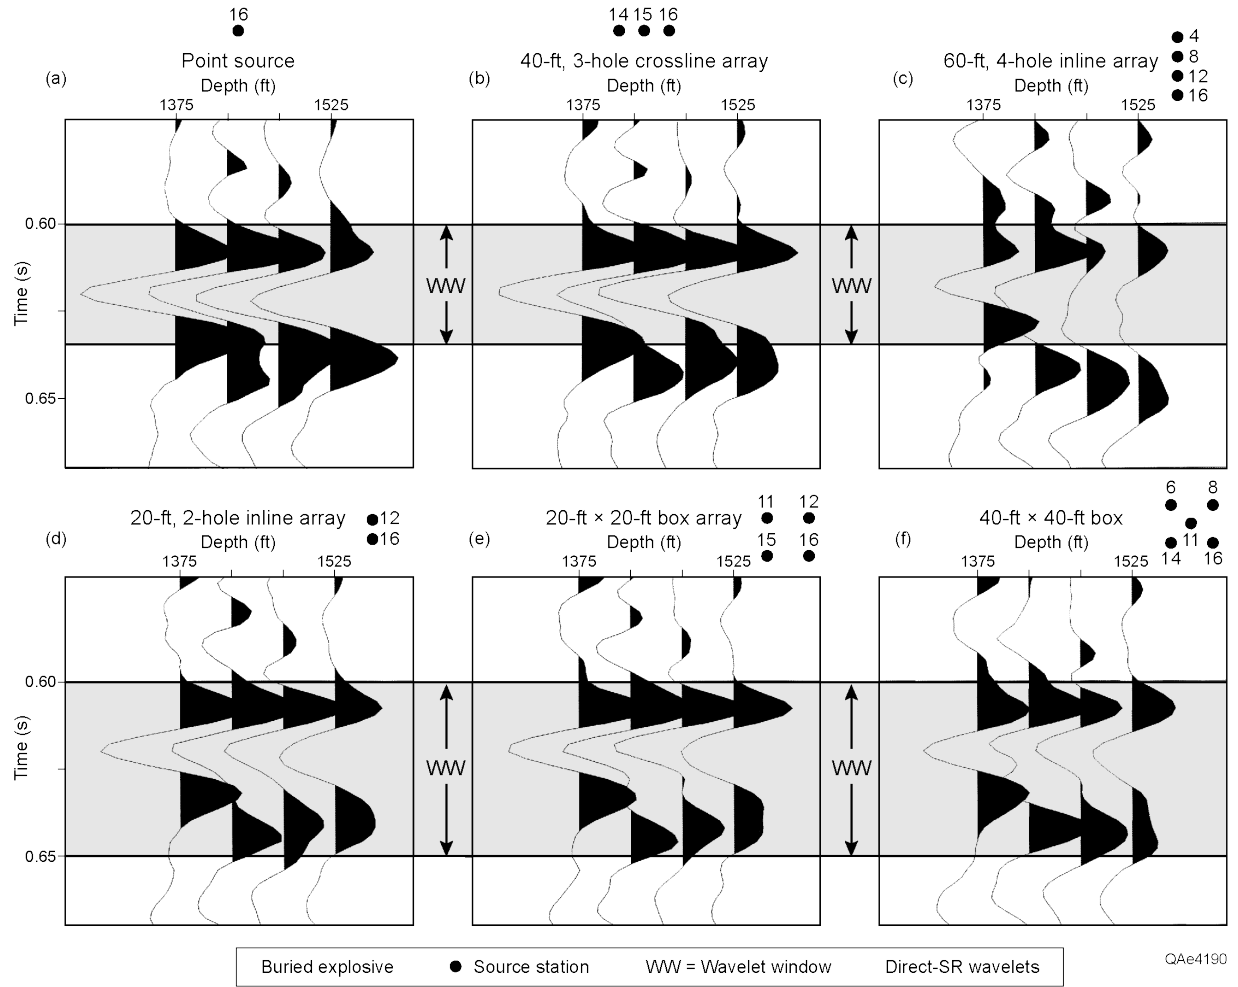 16
Point source
(a)
Depth (ft)
1375 1525
14 15 16
40-ft, 3-hole crossline array
(b)
Depth (ft)
1375 1525
4
8
12
16
60-ft, 4-hole inline array
(c)
Depth (ft)
1375 1525
0.60
0.65
Time (s)
WW
WW
12
16
20-ft, 2-hole inline array
(d)
Depth (ft)
1375 1525
11 12
15 16
20-ft × 20-ft box array
(e)
Depth (ft)
1375 1525
6 8
11
14 16
40-ft × 40-ft box
(f)
Depth (ft)
1375 1525
0.60
0.65
Time (s)
WW
WW
Buried explosive ● Source station WW = Wavelet window Direct-SR wavelets
QAe4190